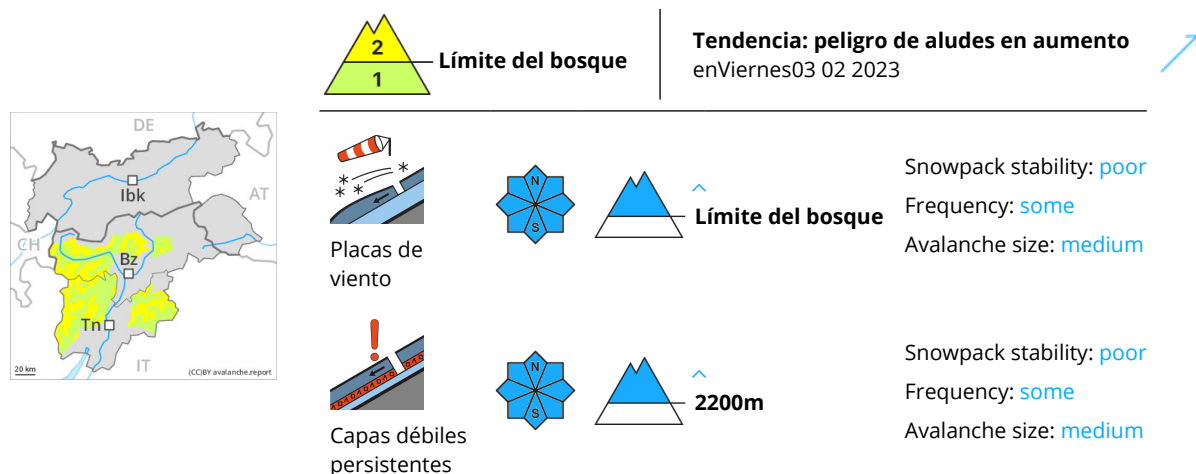 2
1
Límite del bosque
Tendencia: peligro de aludes en aumento
enViernes03 02 2023
DE
Ibk
AT
CH
Bz
Tn
IT
20 km
(CC)BY avalanche.report
N
S
Límite del bosque
Placas de
viento
Snowpack stability: poor
Frequency: some
Avalanche size: medium
N
S
2200m
Capas débiles
persistentes
Snowpack stability: poor
Frequency: some
Avalanche size: medium